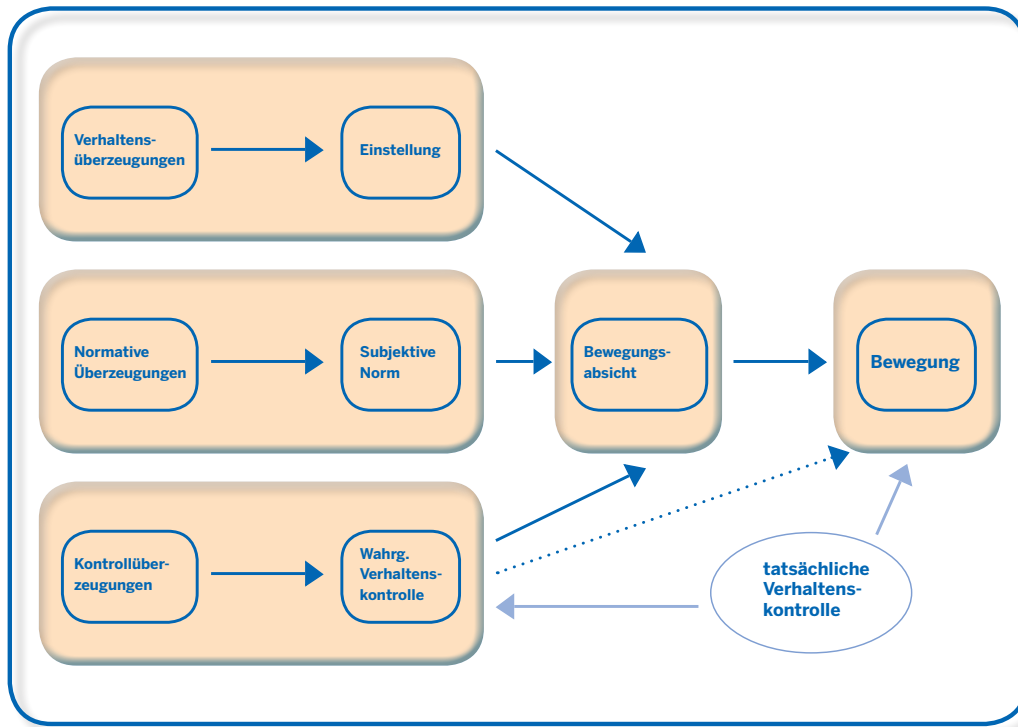 Verhaltens-
überzeugungen
Einstellung
Normative
Überzeugungen
Subjektive
Norm
Bewegungs-
absicht
Bewegung
Kontrollüber-
zeugungen
Wahrg.
Verhaltens-
kontrolle
tatsächliche
Verhaltens-
kontrolle